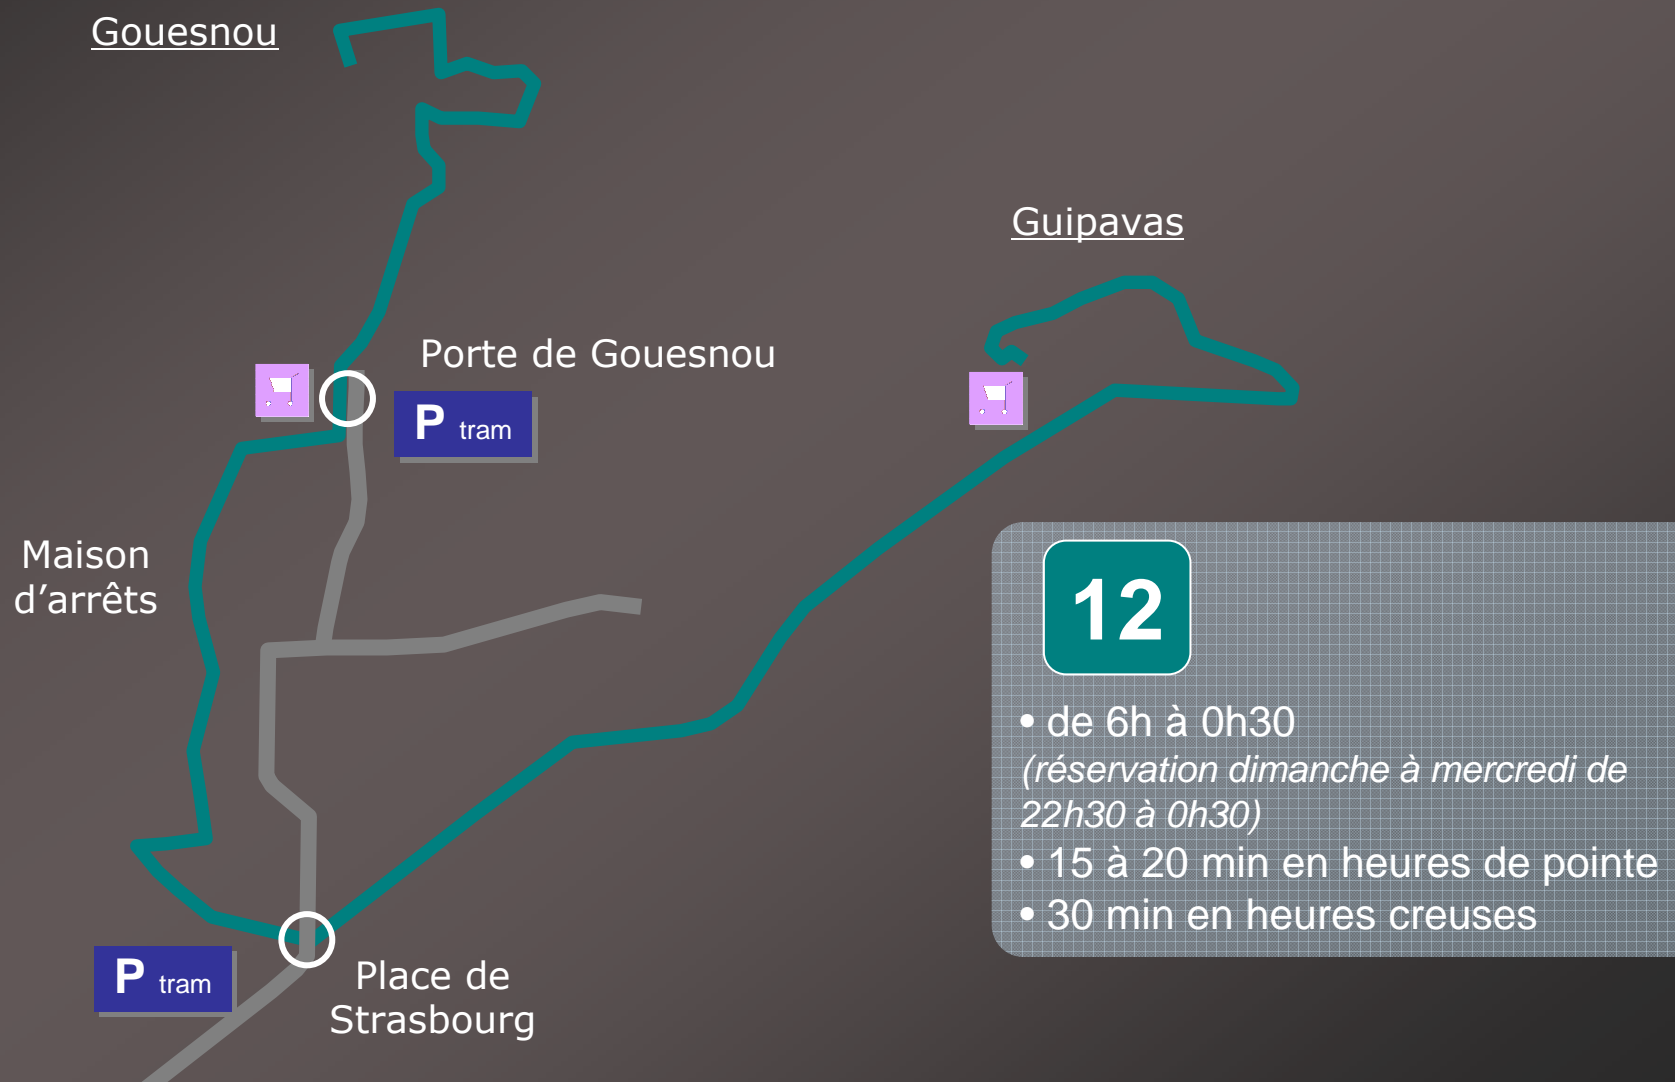 Gouesnou
Guipavas
Porte de Gouesnou
P tram
Maison
d’arrêts
12
• de 6h à 0h30
(réservation dimanche à mercredi de
22h30 à 0h30)
• 15 à 20 min en heures de pointe
• 30 min en heures creuses
P tram
Place de
Strasbourg